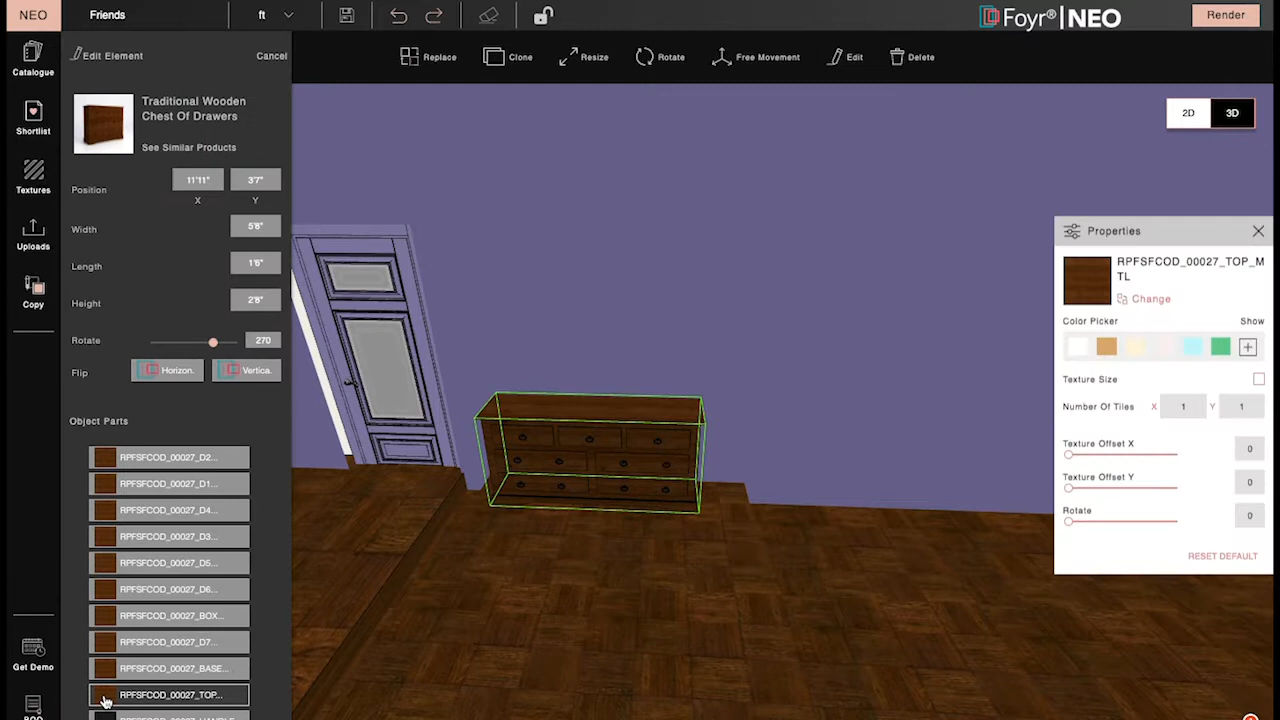 NEO
Friends
ft
Foyr® | NEO
Render
Catalogue
Shortlist
Textures
Uploads
Copy
Get Demo
Edit Element
Cancel
Traditional Wooden
Chest Of Drawers
See Similar Products
Position
11'11"
3'7"
X
Y
Width
5'8"
Length
1'6"
Height
2'8"
Rotate
270
Flip
Horizon.
Vertica.
Object Parts
RPFSFCOD_00027_D2...
RPFSFCOD_00027_D1...
RPFSFCOD_00027_D4...
RPFSFCOD_00027_D3...
RPFSFCOD_00027_D5...
RPFSFCOD_00027_D6...
RPFSFCOD_00027_BOX...
RPFSFCOD_00027_D7...
RPFSFCOD_00027_BASE...
RPFSFCOD_00027_TOP...
Replace
Clone
Resize
Rotate
Free Movement
Edit
Delete
2D
3D
Properties
RPFSFCOD_00027_TOP_M
TL
Change
Color Picker
Show
Texture Size
Number Of Tiles
X
1
Y
1
Texture Offset X
0
Texture Offset Y
0
Rotate
0
RESET DEFAULT